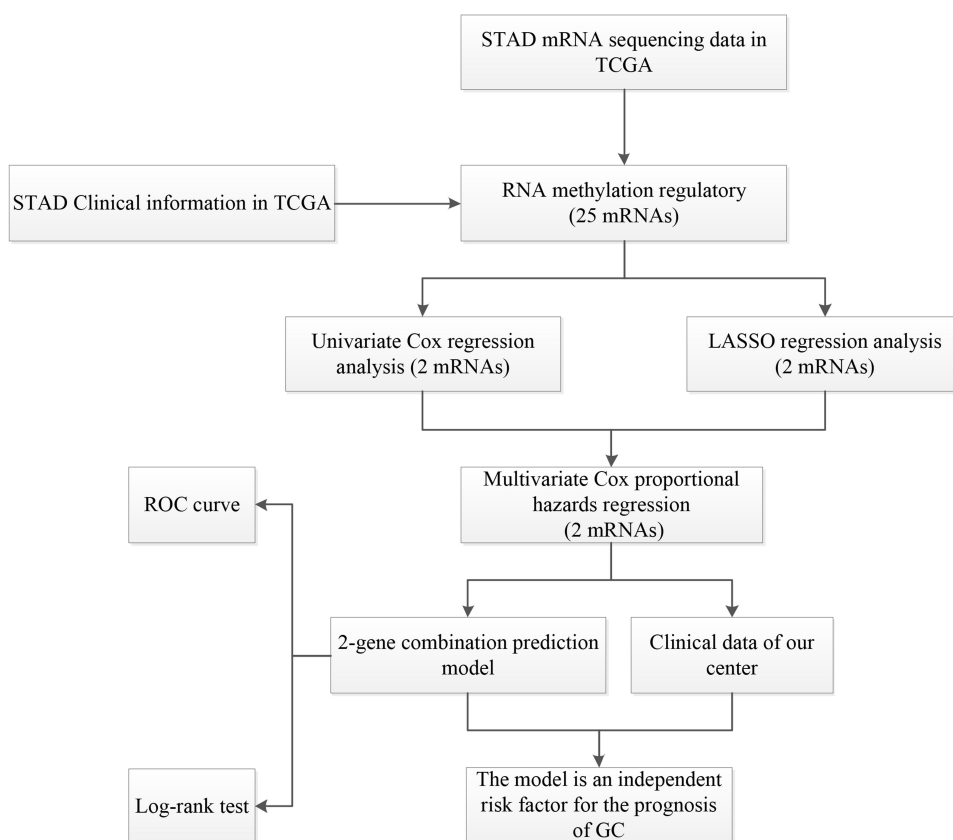 STAD mRNA sequencing data in
TCGA
STAD Clinical information in TCGA
RNA methylation regulatory
(25 mRNAs)
Univariate Cox regression
analysis (2 mRNAs)
LASSO regression analysis
(2 mRNAs)
Multivariate Cox proportional
hazards regression
(2 mRNAs)
ROC curve
2-gene combination prediction
model
Clinical data of our
center
Log-rank test
The model is an independent
risk factor for the prognosis
of GC